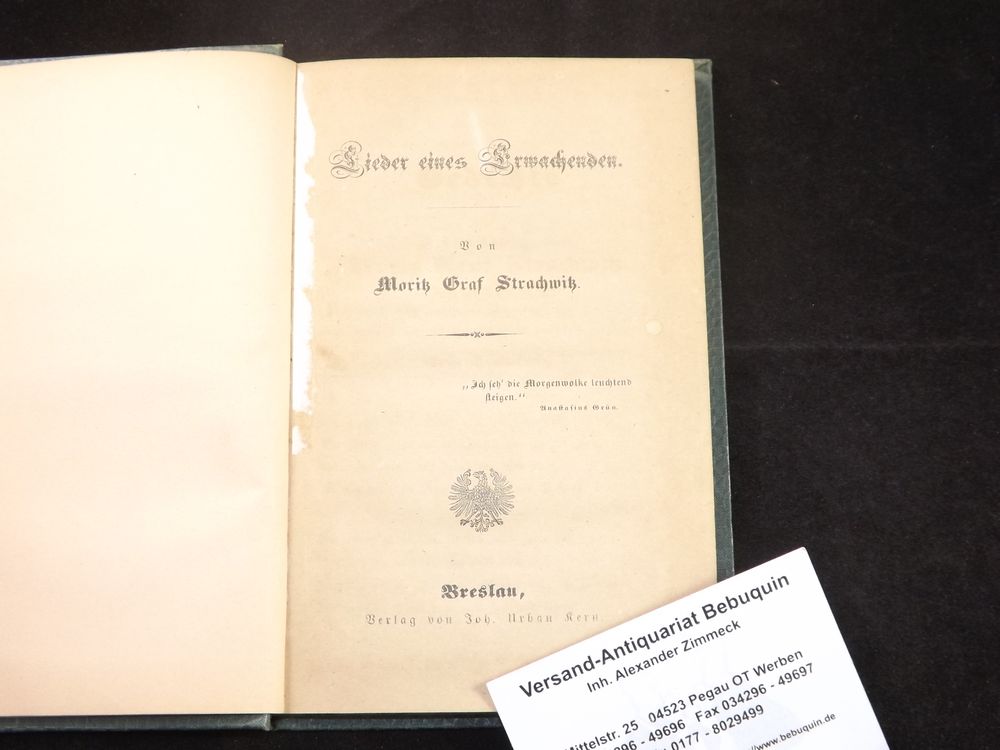 Lieder eines Erwachenden.
Von
Moritz Graf Strachwitz.
„Ich seh' die Morgenwolke leuchtend
steigen.“
Anastasius Grün.
Breslau,
Verlag von Joh. Urban Kern.
Versand-Antiquariat Bebuquin
Inh. Alexander Zimmeck
Mittelstr. 25 04523 Pegau OT Werben
296 - 49696 Fax 034296 - 49697
0177 - 8029499
//www.bebuquin.de